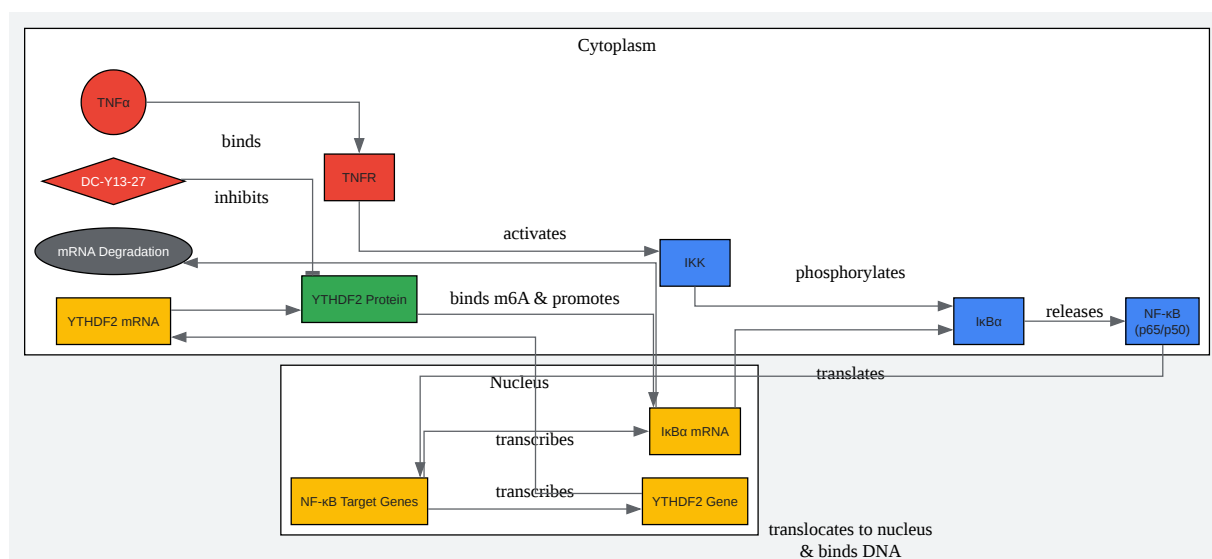 Cytoplasm
TNFα
binds
TNFR
DC-Y13-27
inhibits
activates
mRNA Degradation
IKK
phosphorylates
YTHDF2 Protein
binds m6A & promotes
YTHDF2 mRNA
IκBα
releases
NF-κB
(p65/p50)
translates
Nucleus
IκBα mRNA
transcribes
NF-κB Target Genes
transcribes
YTHDF2 Gene
translocates to nucleus
& binds DNA